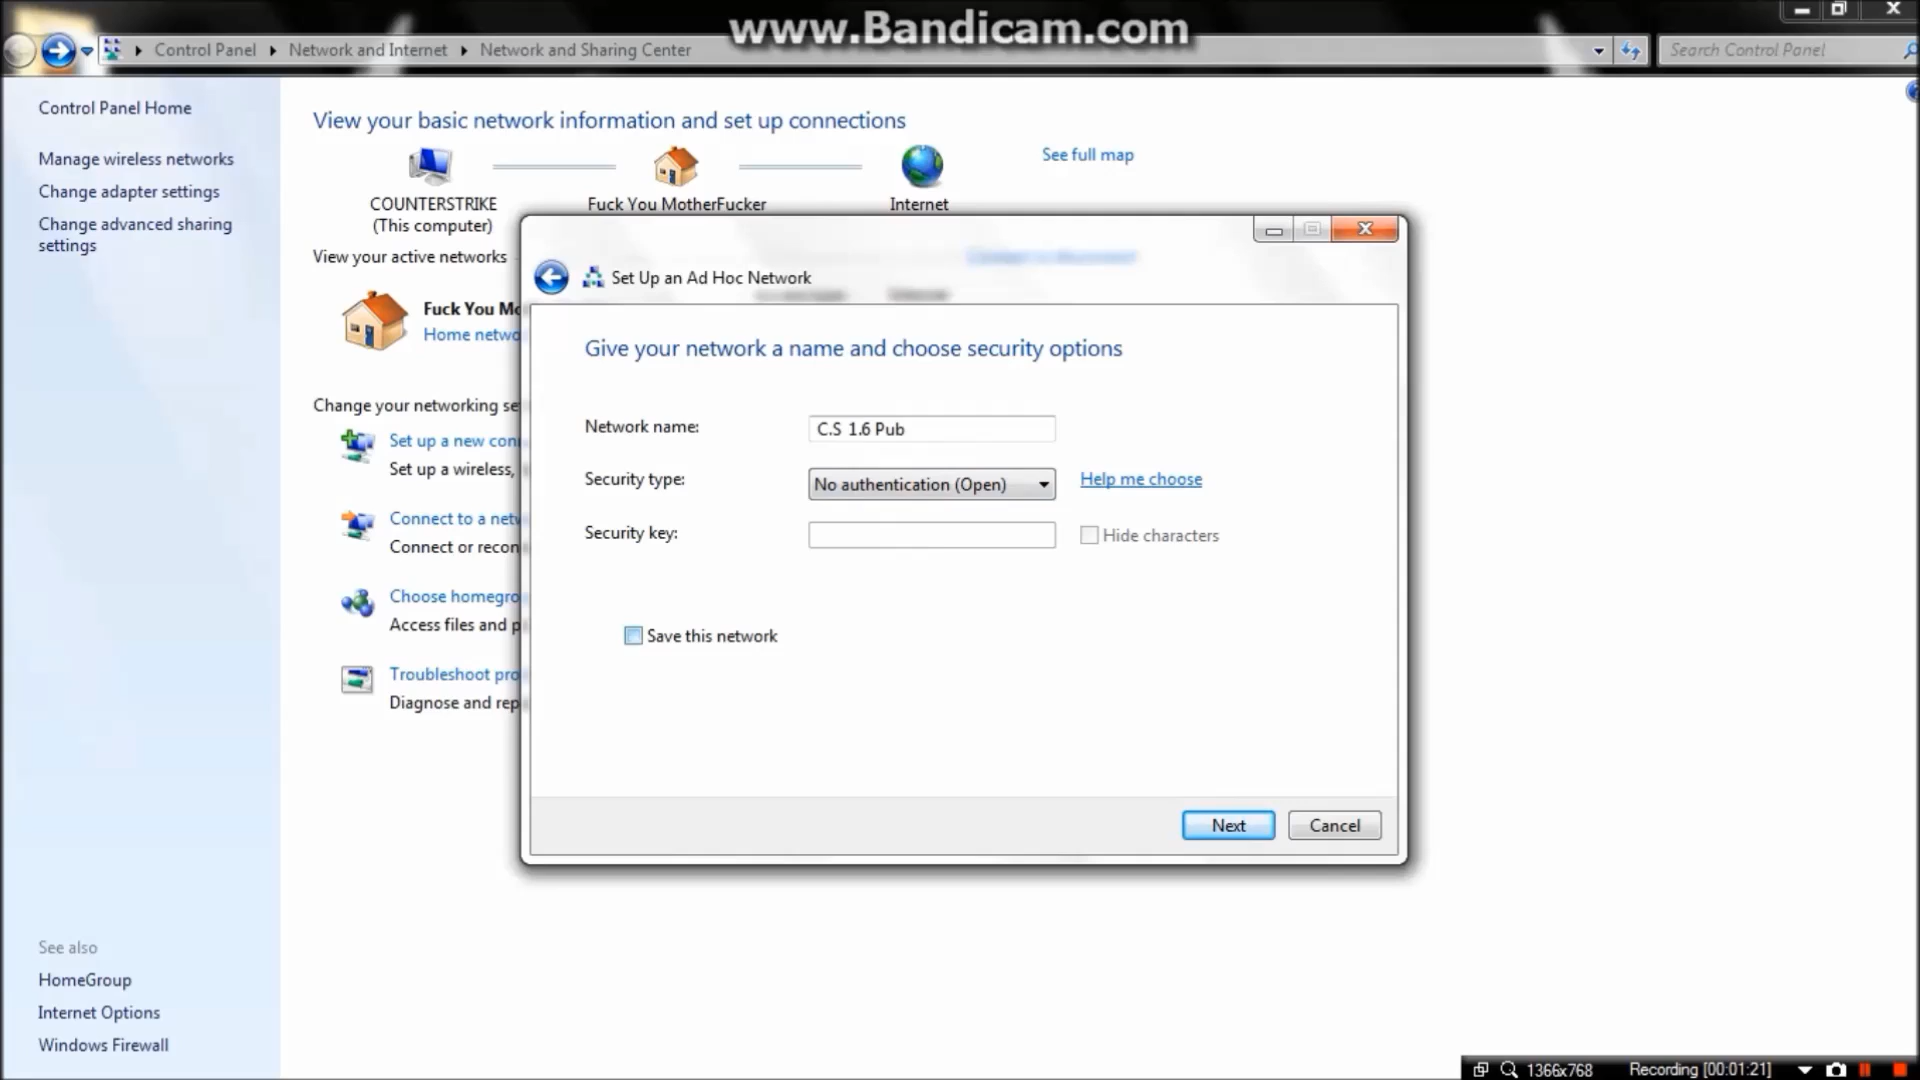 www.Bandicam.com
Control Panel
Network and Internet
Network and Sharing Center
Search Control Panel
Control Panel Home
Manage wireless networks
Change adapter settings
Change advanced sharing
settings
View your basic network information and set up connections
See full map
COUNTERSTRIKE
(This computer)
Fuck You MotherFucker
Internet
View your active networks
Fuck You Mo
Home netwo
Change your networking se
Set up a new con
Set up a wireless,
Connect to a netw
Connect or recon
Choose homegro
Access files and p
Troubleshoot pro
Diagnose and rep
Set Up an Ad Hoc Network
Give your network a name and choose security options
Network name:
C.S 1.6 Pub
Security type:
No authentication (Open)
Help me choose
Security key:
Hide characters
Save this network
Next
Cancel
See also
HomeGroup
Internet Options
Windows Firewall
1366x768
Recording [00:01:21]